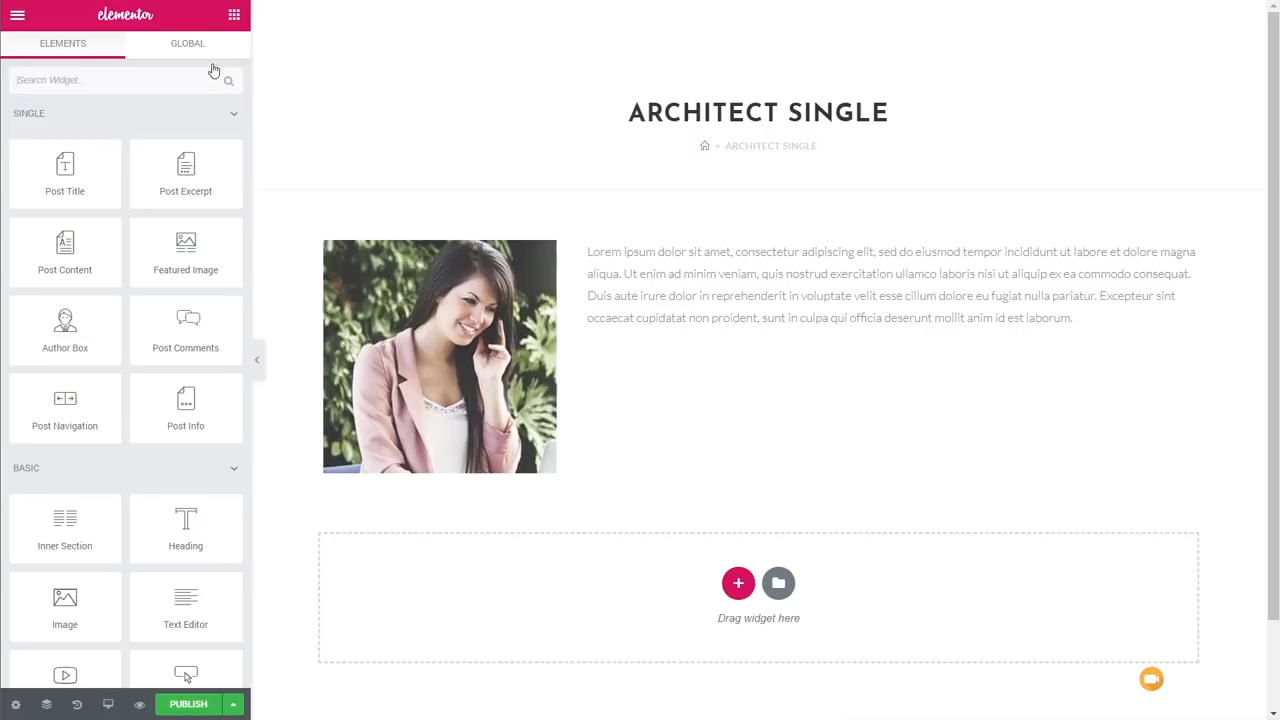 elementor
ELEMENTS
GLOBAL
Search Widget...
SINGLE
Post Title
Post Excerpt
Post Content
Featured Image
Author Box
Post Comments
Post Navigation
Post Info
BASIC
Inner Section
Heading
Image
Text Editor
PUBLISH
ARCHITECT SINGLE
> ARCHITECT SINGLE
Lorem ipsum dolor sit amet, consectetur adipiscing elit, sed do eiusmod tempor incididunt ut labore et dolore magna
aliqua. Ut enim ad minim veniam, quis nostrud exercitation ullamco laboris nisi ut aliquip ex ea commodo consequat.
Duis aute irure dolor in reprehenderit in voluptate velit esse cillum dolore eu fugiat nulla pariatur. Excepteur sint
occaecat cupidatat non proident, sunt in culpa qui officia deserunt mollit anim id est laborum.
Drag widget here